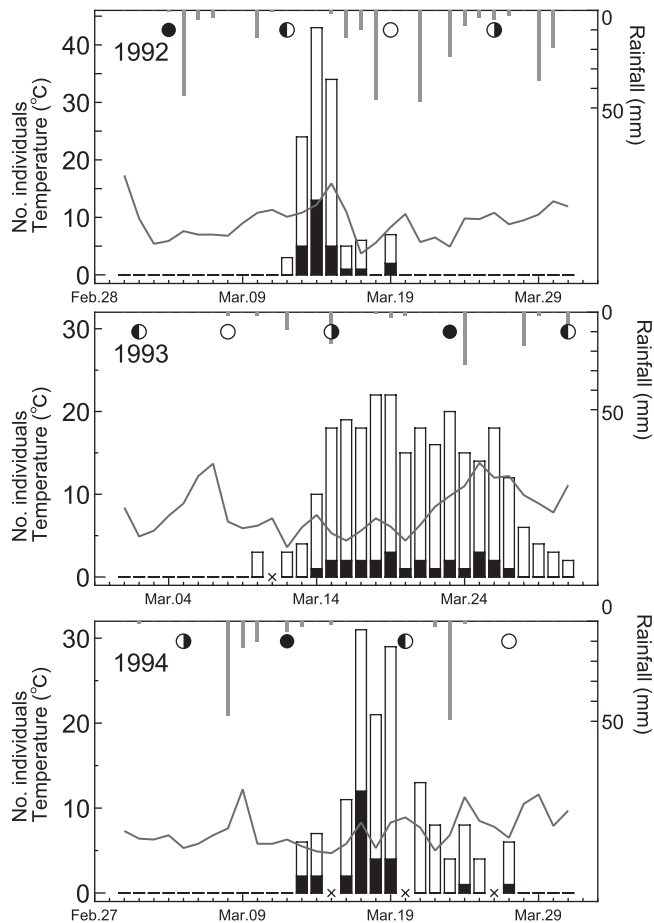 1992
No. individuals
Temperature (℃)
40
30
20
10
0
Rainfall (mm)
0
50
Feb.28
Mar.09
Mar.19
Mar.29
1993
No. individuals
Temperature (℃)
30
20
10
0
Rainfall (mm)
0
50
×
Mar.04
Mar.14
Mar.24
1994
No. individuals
Temperature (℃)
30
20
10
0
Rainfall (mm)
0
50
×
×
×
Feb.27
Mar.09
Mar.19
Mar.29